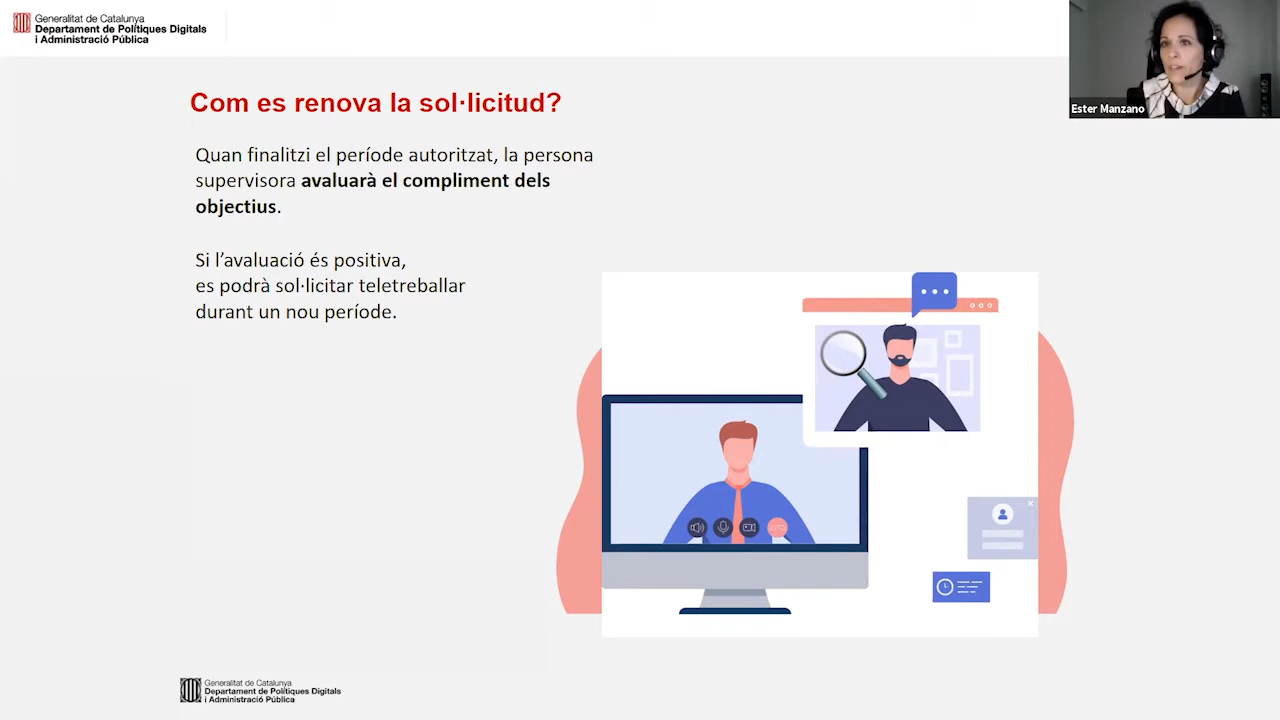 Generalitat de Catalunya
Departament de Polítiques Digitals
i Administració Pública
Ester Manzano
Com es renova la sol·licitud?
Quan finalitzi el període autoritzat, la persona
supervisora avaluarà el compliment dels
objectius.
Si l’avaluació és positiva,
es podrà sol·licitar teletreballar
durant un nou període.
Generalitat de Catalunya
Departament de Polítiques Digitals
i Administració Pública